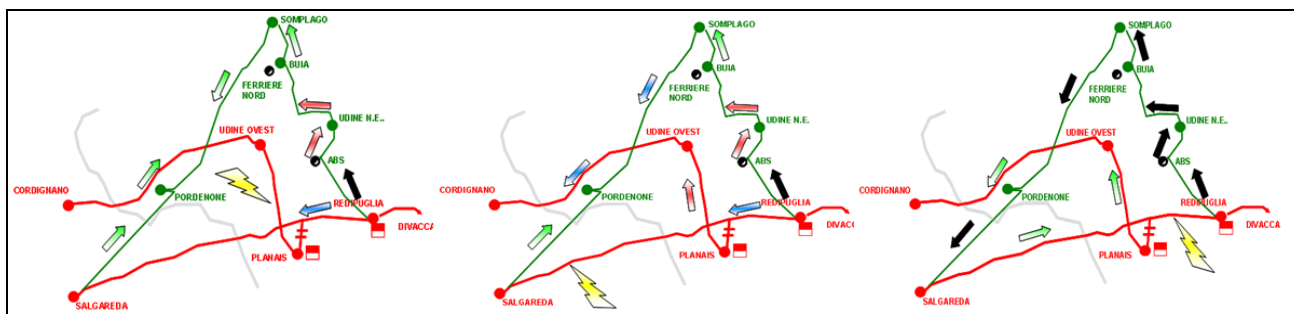 SOMPLAGO
BUIA
FERRIERE
NORD
UDINE N.E..
UDINE OVEST
ABS
CORDIGNANO
PORDENONE
REDIPUGLIA
DIVACCA
PLANAIS
SALGAREDA
SOMPLAGO
BUIA
FERRIERE
NORD
UDINE N.E.
UDINE OVEST
ABS
CORDIGNANO
PORDENONE
REDIPUGLIA
DIVACC
PLANAIS
SALGAREDA
SOMPLAGO
BUIA
FERRIERE
NORD
UDINE N.E..
UDINE OVEST
ABS
CORDIGNANO
PORDENONE
REDIPUGLIA
DIVACCA
PLANAIS
SALGAREDA